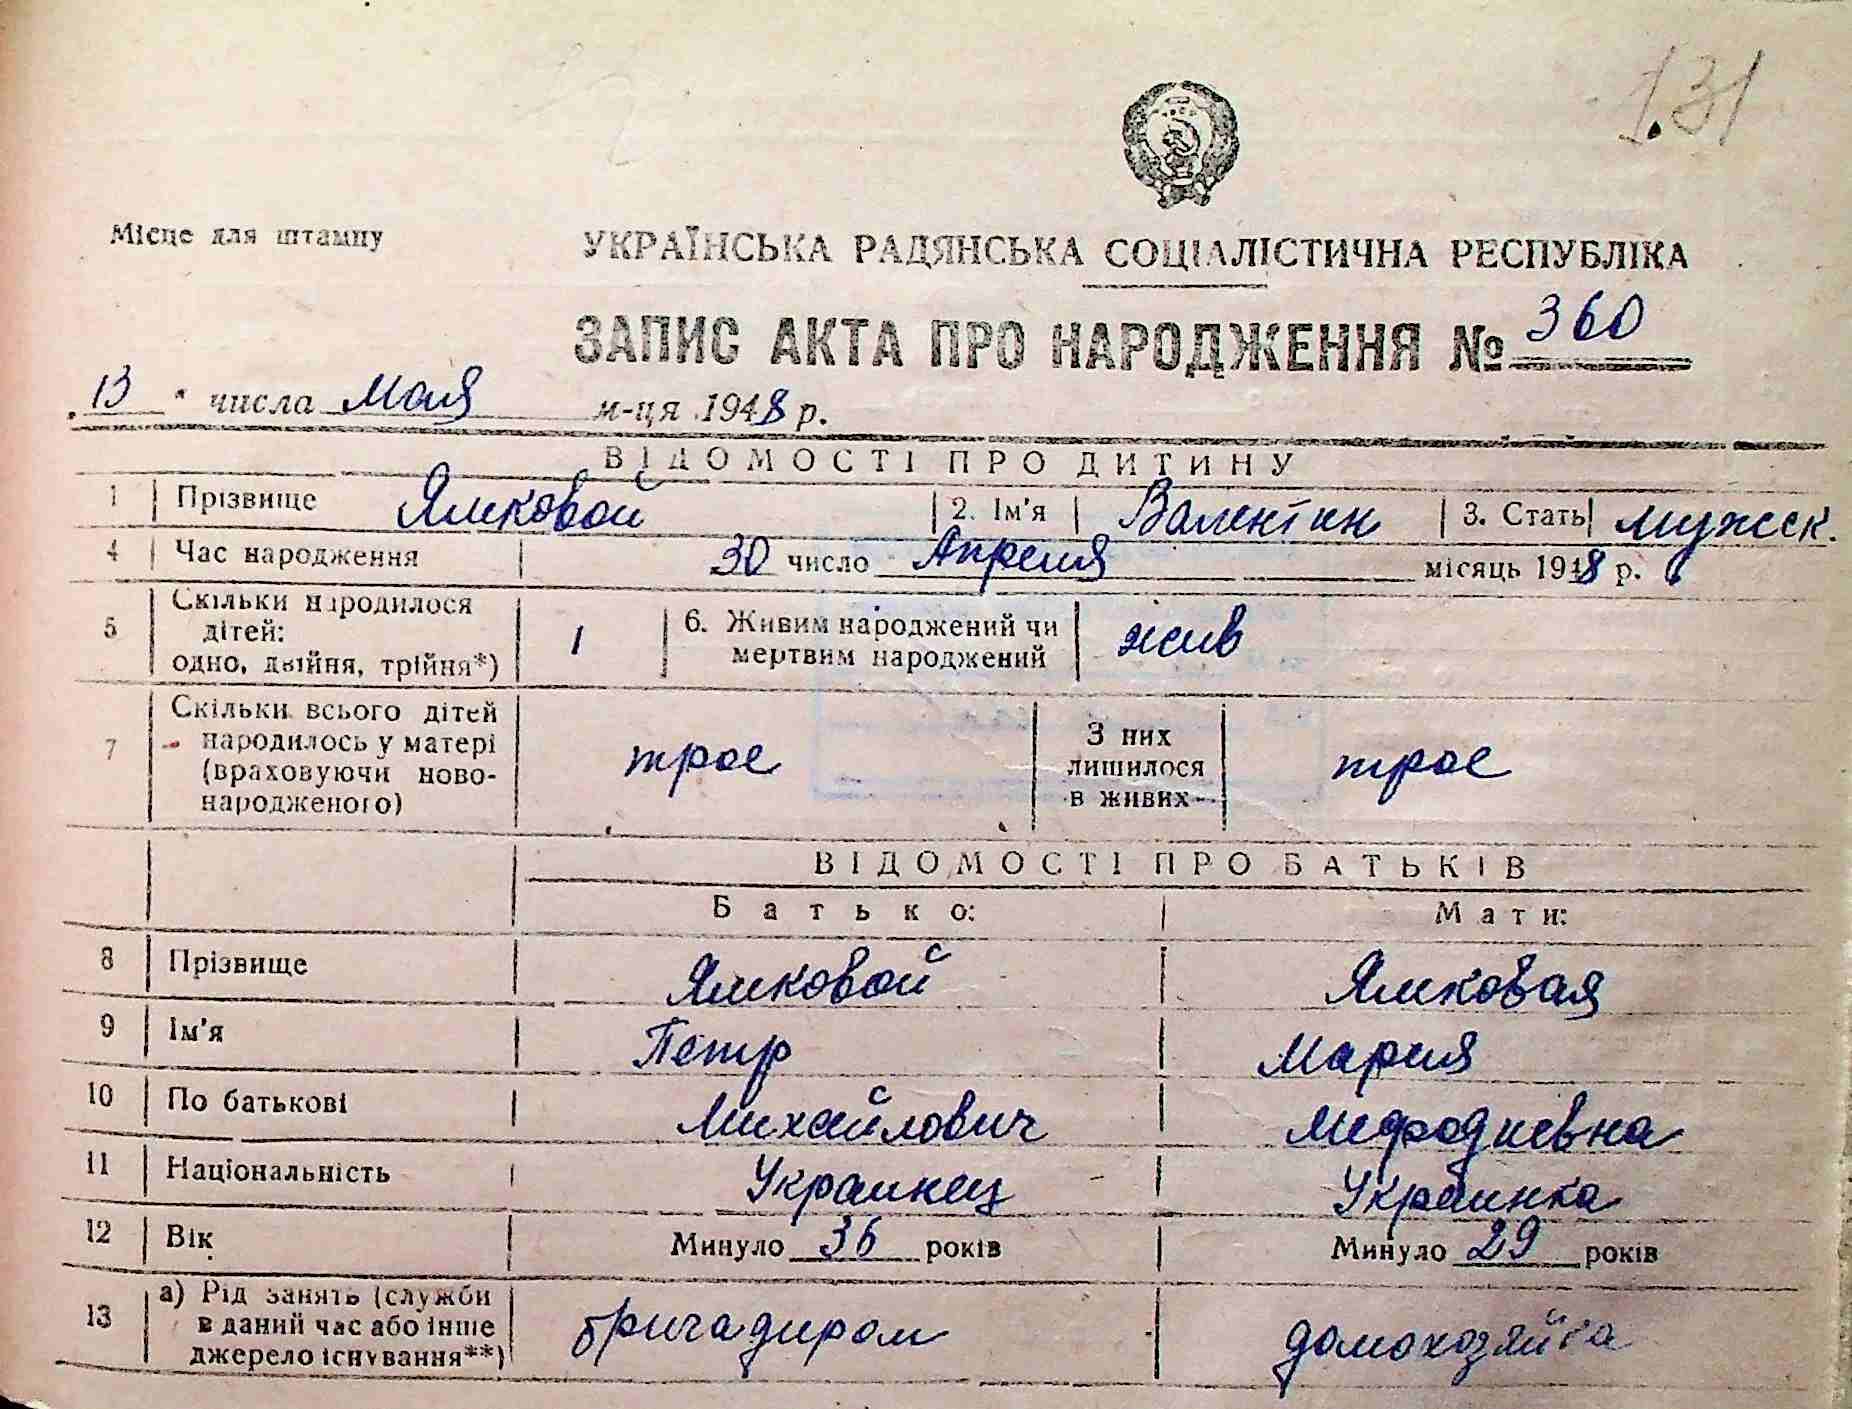 131
Місце для штампу
УКРАЇНСЬКА РАДЯНСЬКА СОЦІАЛІСТИЧНА РЕСПУБЛІКА
ЗАПИС АКТА ПРО НАРОДЖЕННЯ № 360
"13" числа Мая м-ця 1948 р.
ВІДОМОСТІ ПРО ДИТИНУ
1 Прізвище Ямковой 2. Ім'я Валентин 3. Стать мужск.
4 Час народження 30 число Апреля місяць 1948 р.
5 Скільки народилося дітей: одно, двійня, трійня*) 1 6. Живим народжений чи мертвим народжений жив
7 Скільки всього дітей народилось у матері (враховуючи ново-народженого) трое З них лишилося в живих трое
ВІДОМОСТІ ПРО БАТЬКІВ
Батько: Мати:
8 Прізвище Ямковой Ямковая
9 Ім'я Петр Мария
10 По батькові Михайлович Мефодиевна
11 Національність Украинец Украинка
12 Вік Минуло 36 років Минуло 29 років
13 а) Рід занять (служби в даний час або інше джерело існування**) бригадиром домохозяйка